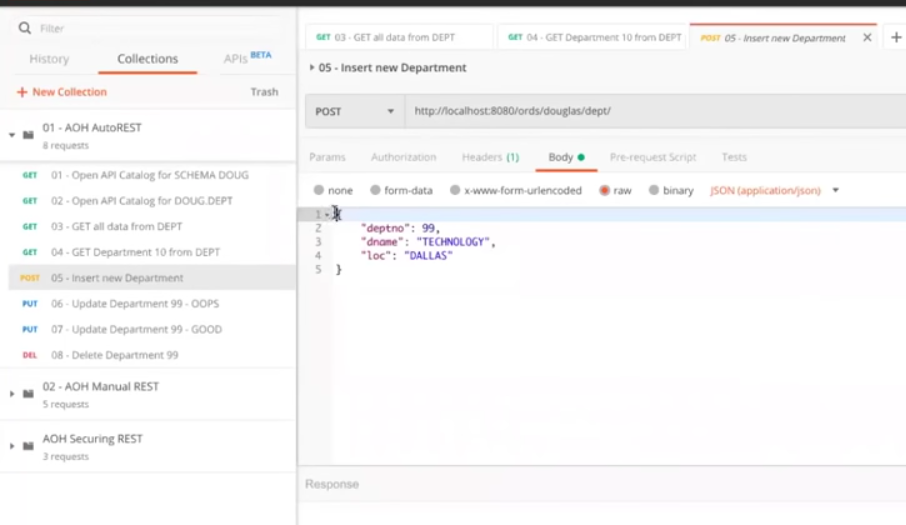 Filter
History Collections APIs BETA
+ New Collection Trash
01 - AOH AutoREST
8 requests
GET 01 - Open API Catalog for SCHEMA DOUG
GET 02 - Open API Catalog for DOUG.DEPT
GET 03 - GET all data from DEPT
GET 04 - GET Department 10 from DEPT
POST 05 - Insert new Department
PUT 06 - Update Department 99 - OOPS
PUT 07 - Update Department 99 - GOOD
DEL 08 - Delete Department 99
02 - AOH Manual REST
5 requests
AOH Securing REST
3 requests
GET 03 - GET all data from DEPT GET 04 - GET Department 10 from DEPT POST 05 - Insert new Department × +
05 - Insert new Department
POST http://localhost:8080/ords/douglas/dept/
Params Authorization Headers (1) Body Pre-request Script Tests
none form-data x-www-form-urlencoded raw binary JSON (application/json)
1 {
2 "deptno": 99,
3 "dname": "TECHNOLOGY",
4 "loc": "DALLAS"
5 }
Response